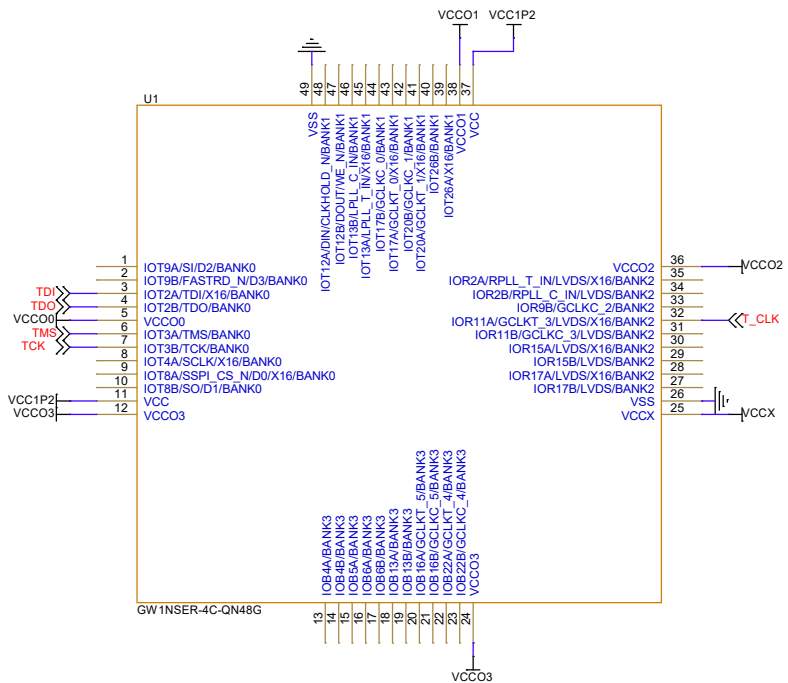 VCCO1
VCC1P2
49
48
47
46
45
44
43
42
41
40
39
38
37
U1
VSS
IOT12A/DIN/CLKHOLD_N/BANK1
IOT12B/DOUT/WE_N/BANK1
IOT13B/LPLL_C_IN/BANK1
IOT13A/LPLL_T_IN/X16/BANK1
IOT17B/GCLKC_0/BANK1
IOT17A/GCLKT_0/X16/BANK1
IOT20B/GCLKC_1/BANK1
IOT20A/GCLKT_1/X16/BANK1
IOT26B/BANK1
IOT26A/X16/BANK1
VCCO1
VCC
1 IOT9A/SI/D2/BANK0
2 IOT9B/FASTRD_N/D3/BANK0
TDI 3 IOT2A/TDI/X16/BANK0
TDO 4 IOT2B/TDO/BANK0
VCCO0 5 VCCO0
TMS 6 IOT3A/TMS/BANK0
TCK 7 IOT3B/TCK/BANK0
8 IOT4A/SCLK/X16/BANK0
9 IOT8A/SSPI_CS_N/D0/X16/BANK0
10 IOT8B/SO/D1/BANK0
VCC1P2 11 VCC
VCCO3 12 VCCO3
VCCO2 36 VCCO2
IOR2A/RPLL_T_IN/LVDS/X16/BANK2 35
IOR2B/RPLL_C_IN/LVDS/BANK2 34
IOR9B/GCLKC_2/BANK2 33
IOR11A/GCLKT_3/LVDS/X16/BANK2 32 T_CLK
IOR11B/GCLKC_3/LVDS/BANK2 31
IOR15A/LVDS/X16/BANK2 30
IOR15B/LVDS/BANK2 29
IOR17A/LVDS/X16/BANK2 28
IOR17B/LVDS/BANK2 27
VSS 26
VCCX 25 VCCX
IOB4A/BANK3
IOB4B/BANK3
IOB5A/BANK3
IOB6A/BANK3
IOB6B/BANK3
IOB13A/BANK3
IOB13B/BANK3
IOB16A/GCLKT_5/BANK3
IOB16B/GCLKC_5/BANK3
IOB22A/GCLKT_4/BANK3
IOB22B/GCLKC_4/BANK3
VCCO3
GW1NSER-4C-QN48G
13
14
15
16
17
18
19
20
21
22
23
24
VCCO3